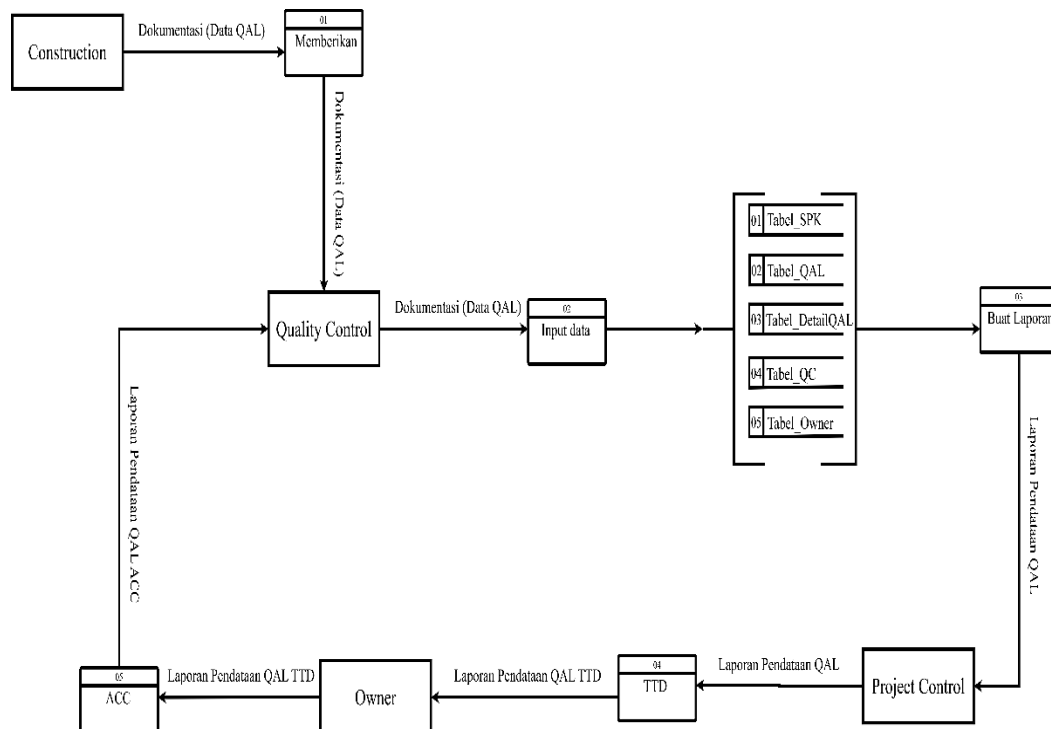 01
Dokumentasi (Data QAL)
Construction
Memberikan
Dokumentasi (Data QAL)
01 Tabel_SPK
02 Tabel_QAL
03 Tabel_DetailQAL
04 Tabel_QC
05 Tabel_Owner
03
Buat Laporan
Quality Control
Dokumentasi (Data QAL)
02
Input data
Laporan Pendataan QAL ACC
Laporan Pendataan QAL
05
ACC
Laporan Pendataan QAL TTD
Owner
Laporan Pendataan QAL TTD
04
TTD
Laporan Pendataan QAL
Project Control